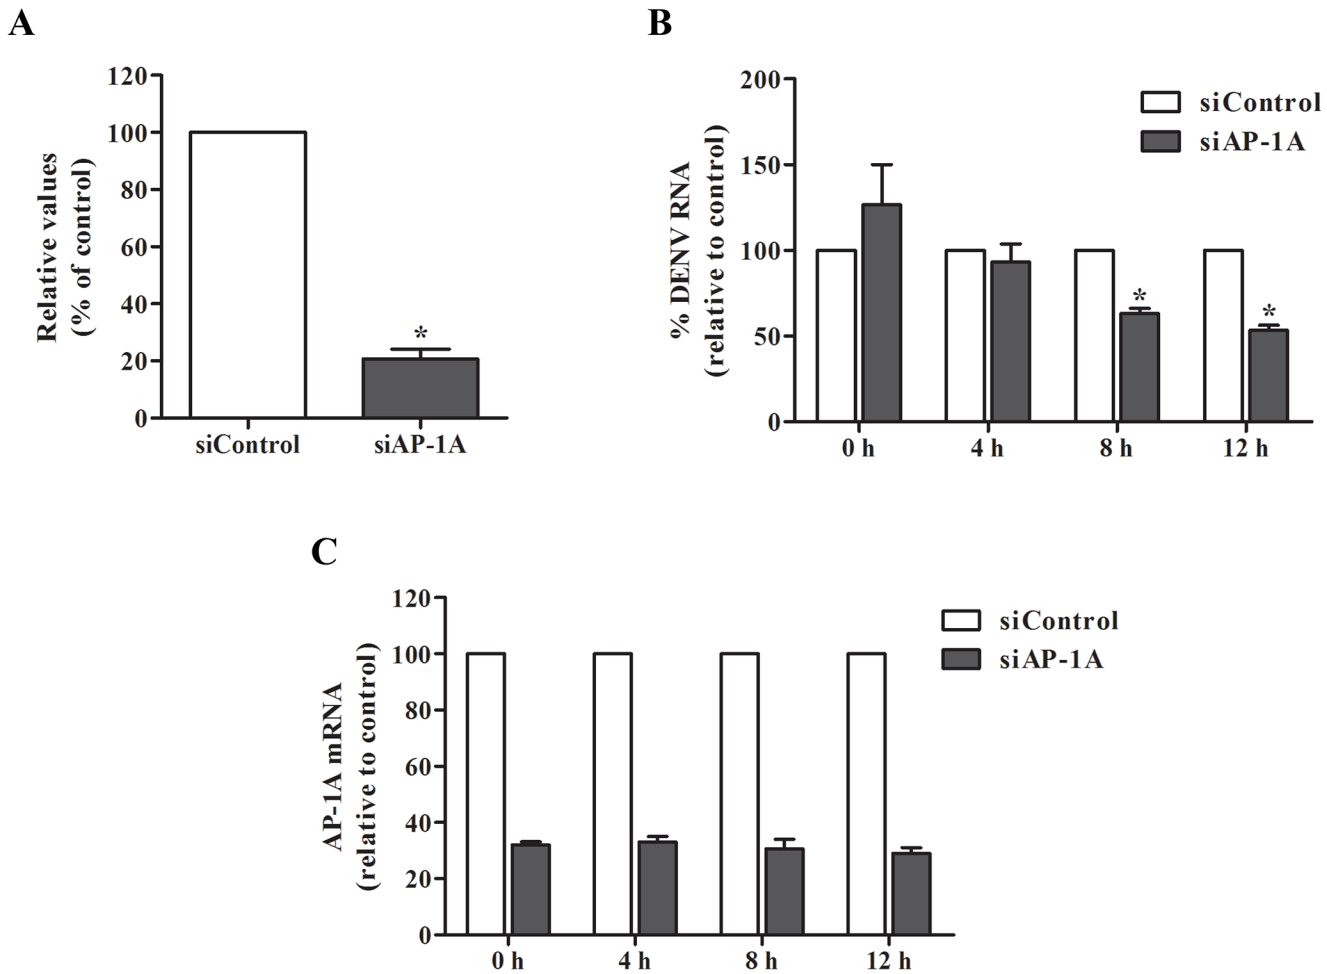 A
Relative values
(% of control)
120
100
80
60
40
20
0
*
siControl
siAP-1A
B
% DENV RNA
(relative to control)
200
150
100
50
0
siControl
siAP-1A
*
*
0 h
4 h
8 h
12 h
C
AP-1A mRNA
(relative to control)
120
100
80
60
40
20
0
siControl
siAP-1A
0 h
4 h
8 h
12 h